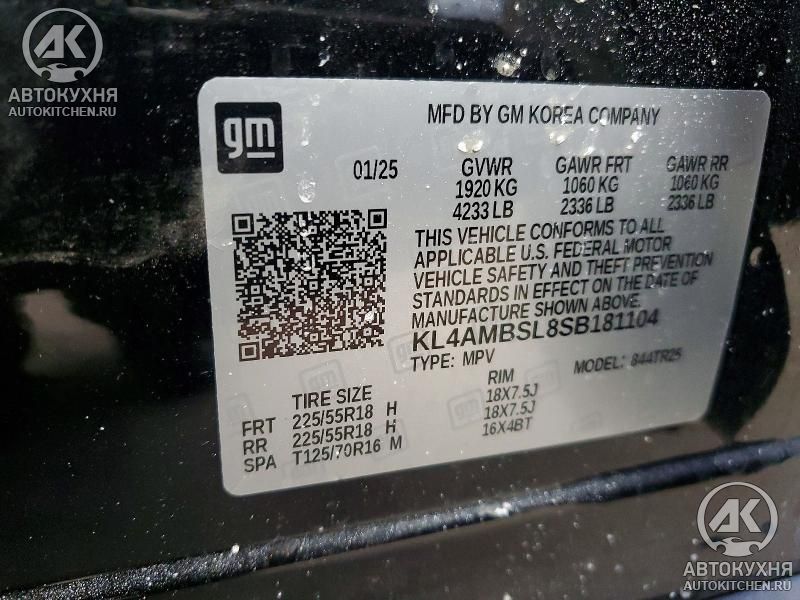 AK
АВТОКУХНЯ
AUTOKITCHEN.RU
gm
MFD BY GM KOREA COMPANY
01/25
GVWR GAWR FRT GAWR RR
1920 KG 1060 KG 1060 KG
4233 LB 2336 LB 2336 LB
THIS VEHICLE CONFORMS TO ALL
APPLICABLE U.S. FEDERAL MOTOR
VEHICLE SAFETY AND THEFT PREVENTION
STANDARDS IN EFFECT ON THE DATE OF
MANUFACTURE SHOWN ABOVE.
KL4AMBSL8SB181104
TYPE: MPV MODEL: 844TR25
TIRE SIZE RIM
FRT 225/55R18 H 18X7.5J
RR 225/55R18 H 18X7.5J
SPA T125/70R16 M 16X4BT
AK
АВТОКУХНЯ
AUTOKITCHEN.RU